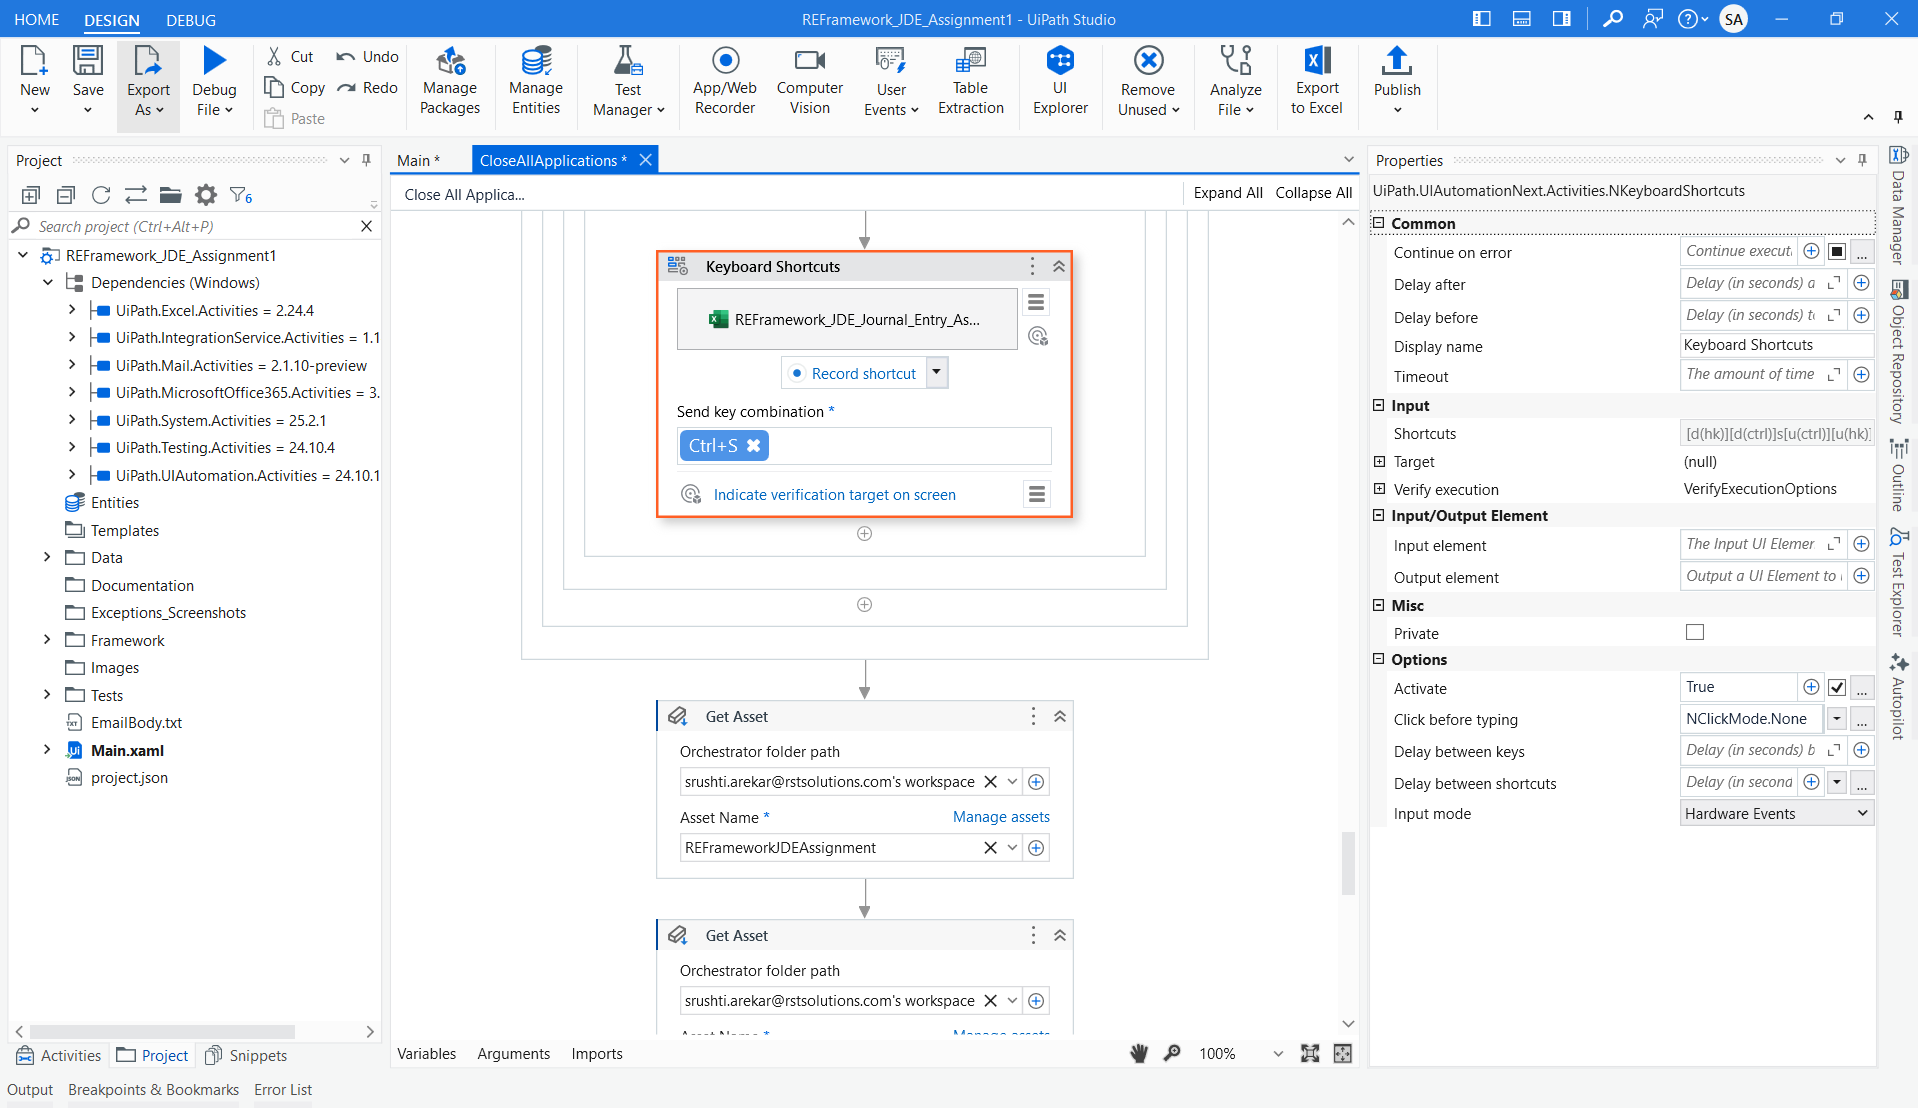 HOME DESIGN DEBUG
REFramework_JDE_Assignment1 - UiPath Studio
SA
New
Save
Export As
Debug File
Cut
Copy
Paste
Undo
Redo
Manage Packages
Manage Entities
Test Manager
App/Web Recorder
Computer Vision
User Events
Table Extraction
UI Explorer
Remove Unused
Analyze File
Export to Excel
Publish
Project
6
Search project (Ctrl+Alt+P)
REFramework_JDE_Assignment1
Dependencies (Windows)
UiPath.Excel.Activities = 2.24.4
UiPath.IntegrationService.Activities = 1.1
UiPath.Mail.Activities = 2.1.10-preview
UiPath.MicrosoftOffice365.Activities = 3.
UiPath.System.Activities = 25.2.1
UiPath.Testing.Activities = 24.10.4
UiPath.UIAutomation.Activities = 24.10.1
Entities
Templates
Data
Documentation
Exceptions_Screenshots
Framework
Images
Tests
EmailBody.txt
Main.xaml
project.json
Activities Project Snippets
Output Breakpoints & Bookmarks Error List
Main * CloseAllApplications *
Close All Applica...
Expand All Collapse All
Keyboard Shortcuts
REFramework_JDE_Journal_Entry_As...
Record shortcut
Send key combination *
Ctrl+S
Indicate verification target on screen
Get Asset
Orchestrator folder path
srushti.arekar@rstsolutions.com's workspace
Asset Name * Manage assets
REFrameworkJDEAssignment
Get Asset
Orchestrator folder path
srushti.arekar@rstsolutions.com's workspace
Asset Name * Manage assets
Variables Arguments Imports
100%
Properties
UiPath.UIAutomationNext.Activities.NKeyboardShortcuts
Common
Continue on error Continue execut. ...
Delay after Delay (in seconds) a
Delay before Delay (in seconds) to
Display name Keyboard Shortcuts
Timeout The amount of time
Input
Shortcuts [d(hk)][d(ctrl)]s[u(ctrl)][u(hk)]
Target (null)
Verify execution VerifyExecutionOptions
Input/Output Element
Input element The Input UI Elemer
Output element Output a UI Element to
Misc
Private
Options
Activate True ...
Click before typing NClickMode.None ...
Delay between keys Delay (in seconds) b
Delay between shortcuts Delay (in second ...
Input mode Hardware Events
Data Manager
Object Repository
Outline
Test Explorer
Autopilot